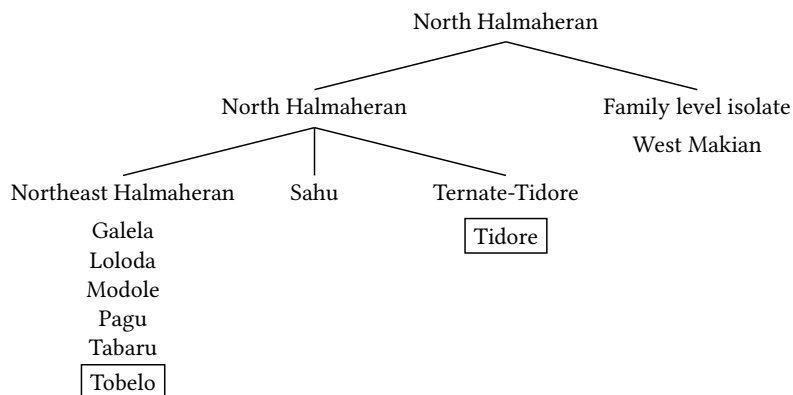 North Halmaheran
North Halmaheran
Family level isolate
West Makian
Northeast Halmaheran
Sahu
Ternate-Tidore
Galela
Loloda
Modole
Pagu
Tabaru
Tobelo
Tidore